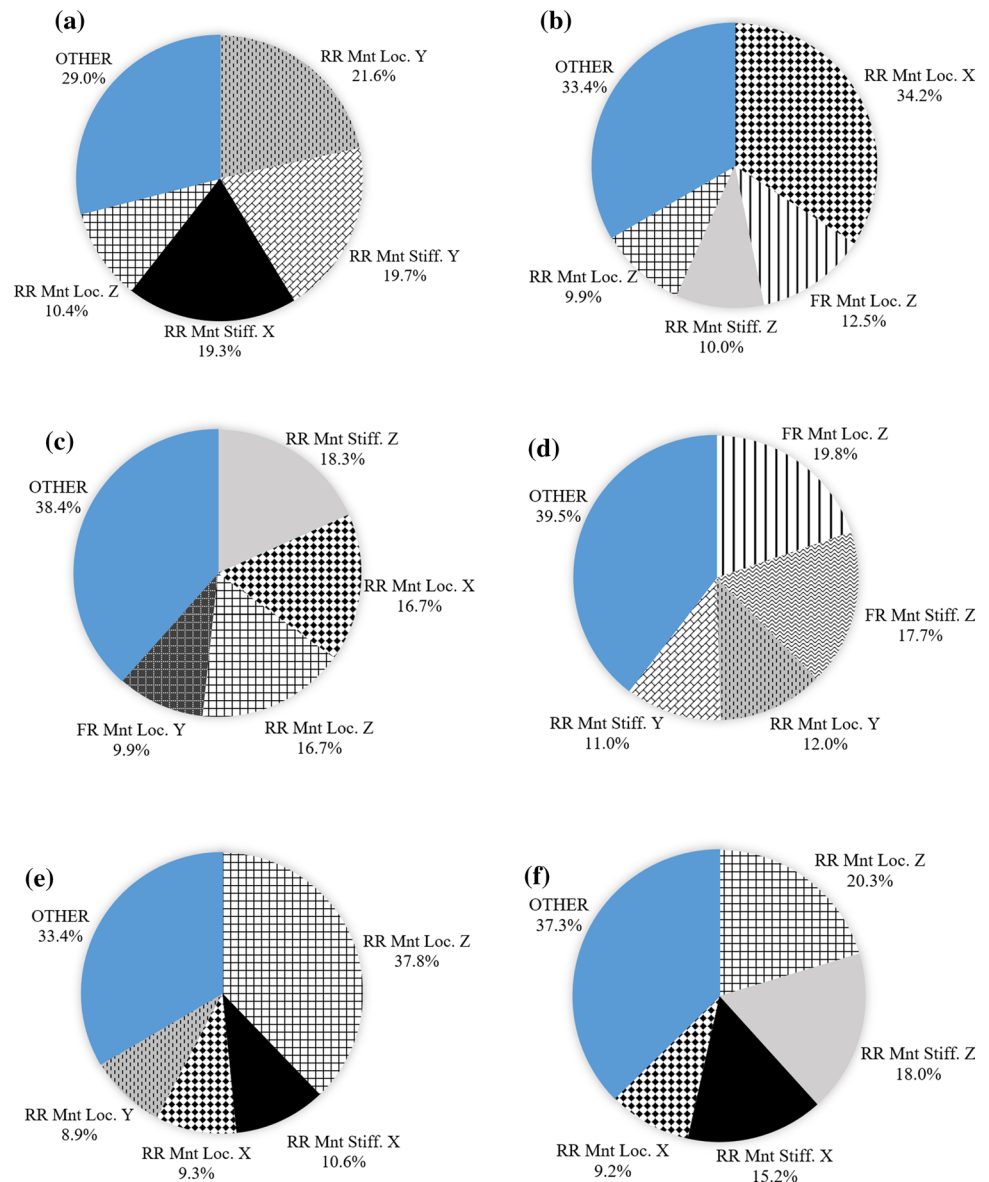 (a)
RR Mnt Loc. Y
21.6%
RR Mnt Stiff. Y
19.7%
RR Mnt Stiff. X
19.3%
RR Mnt Loc. Z
10.4%
OTHER
29.0%
(b)
RR Mnt Loc. X
34.2%
FR Mnt Loc. Z
12.5%
RR Mnt Stiff. Z
10.0%
RR Mnt Loc. Z
9.9%
OTHER
33.4%
(c)
RR Mnt Stiff. Z
18.3%
RR Mnt Loc. X
16.7%
RR Mnt Loc. Z
16.7%
FR Mnt Loc. Y
9.9%
OTHER
38.4%
(d)
FR Mnt Loc. Z
19.8%
FR Mnt Stiff. Z
17.7%
RR Mnt Loc. Y
12.0%
RR Mnt Stiff. Y
11.0%
OTHER
39.5%
(e)
RR Mnt Loc. Z
37.8%
RR Mnt Stiff. X
10.6%
RR Mnt Loc. X
9.3%
RR Mnt Loc. Y
8.9%
OTHER
33.4%
(f)
RR Mnt Loc. Z
20.3%
RR Mnt Stiff. Z
18.0%
RR Mnt Stiff. X
15.2%
RR Mnt Loc. X
9.2%
OTHER
37.3%